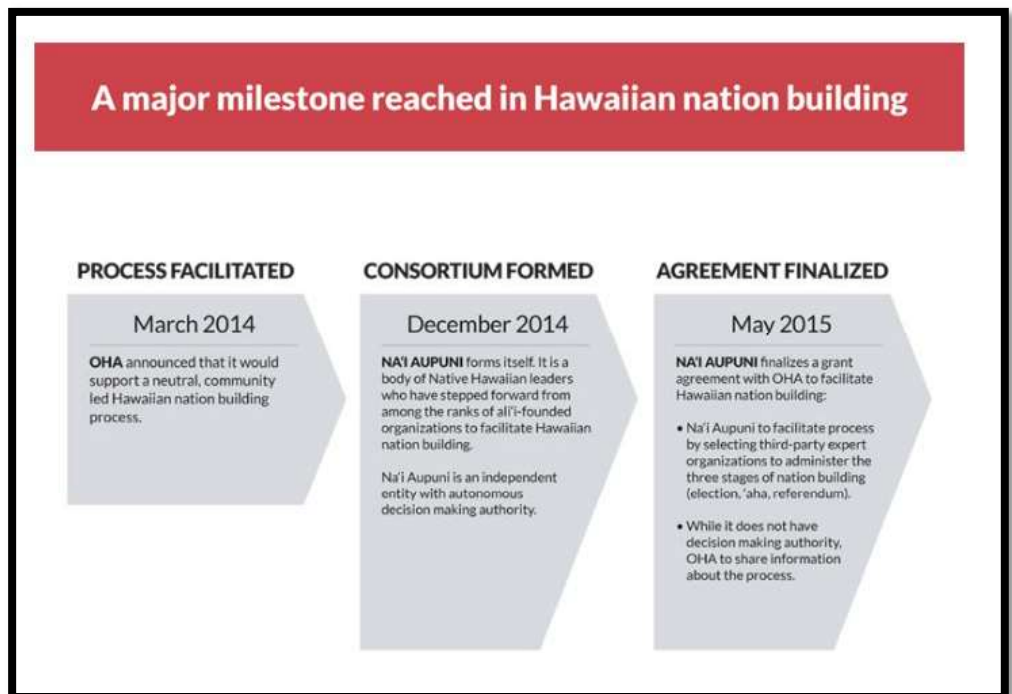 A major milestone reached in Hawaiian nation building
PROCESS FACILITATED
March 2014
OHA announced that it would
support a neutral, community
led Hawaiian nation building
process.
CONSORTIUM FORMED
December 2014
NA'I AUPUNI forms itself. It is a
body of Native Hawaiian leaders
who have stepped forward from
among the ranks of ali'i-founded
organizations to facilitate Hawaiian
nation building.
Na'i Aupuni is an independent
entity with autonomous
decision making authority.
AGREEMENT FINALIZED
May 2015
NA'I AUPUNI finalizes a grant
agreement with OHA to facilitate
Hawaiian nation building:
• Na'i Aupuni to facilitate process
by selecting third-party expert
organizations to administer the
three stages of nation building
(election, 'aha, referendum).
• While it does not have
decision making authority,
OHA to share information
about the process.